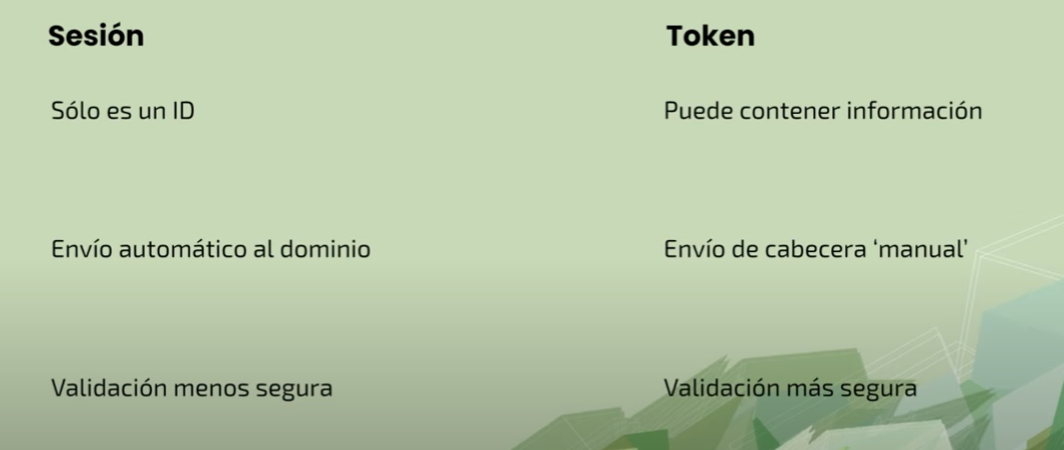 Sesión
Token
Sólo es un ID
Puede contener información
Envío automático al dominio
Envío de cabecera ‘manual’
Validación menos segura
Validación más segura